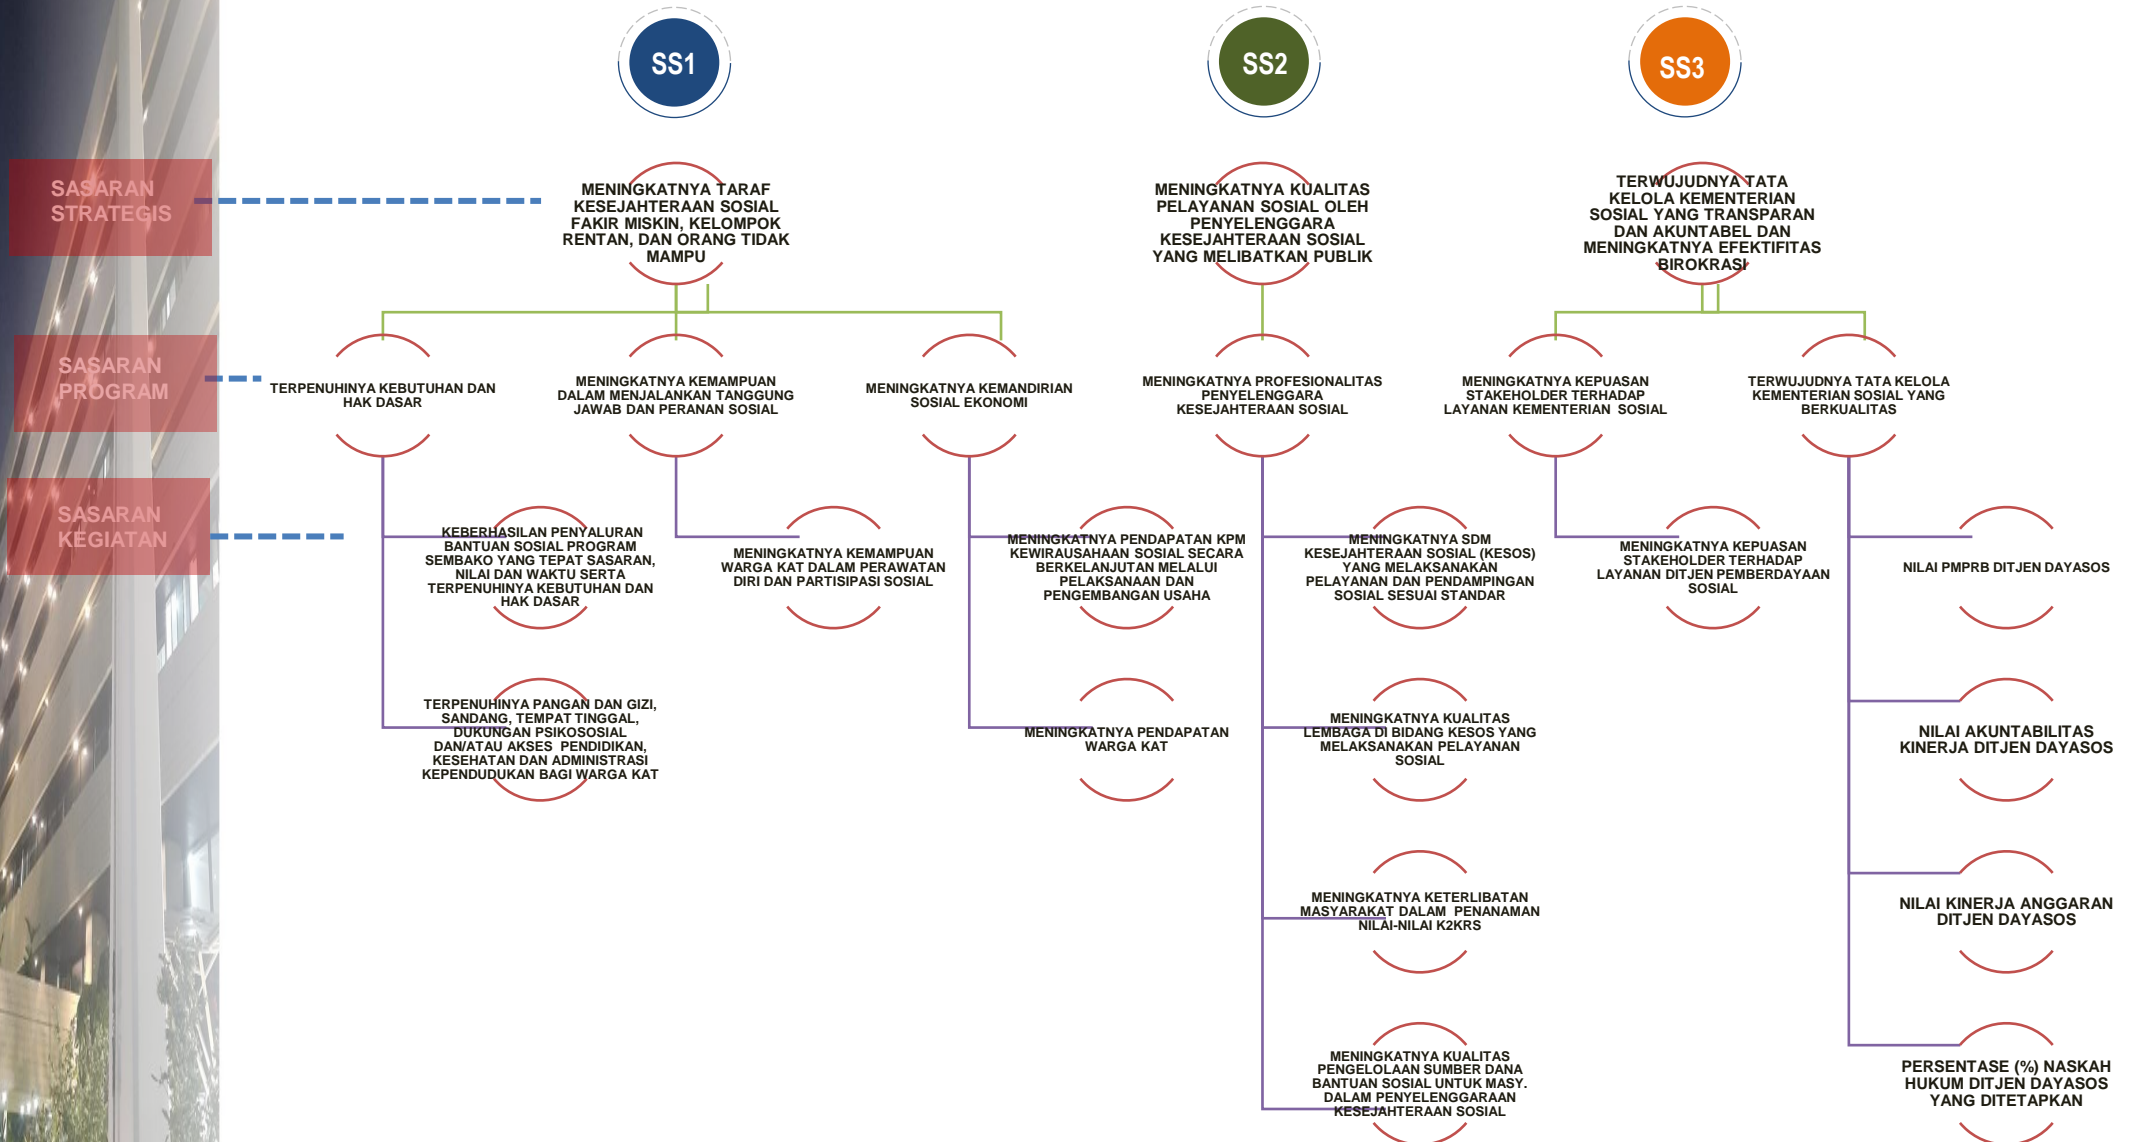 SS1
SS2
SS3
SASARAN
STRATEGIS
MENINGKATNYA TARAF
KESEJAHTERAAN SOSIAL
FAKIR MISKIN, KELOMPOK
RENTAN, DAN ORANG TIDAK
MAMPU
MENINGKATNYA KUALITAS
PELAYANAN SOSIAL OLEH
PENYELENGGARA
KESEJAHTERAAN SOSIAL
YANG MELIBATKAN PUBLIK
TERWUJUDNYA TATA
KELOLA KEMENTERIAN
SOSIAL YANG TRANSPARAN
DAN AKUNTABEL DAN
MENINGKATNYA EFEKTIFITAS
BIROKRASI
SASARAN
PROGRAM
TERPENUHINYA KEBUTUHAN DAN
HAK DASAR
MENINGKATNYA KEMAMPUAN
DALAM MENJALANKAN TANGGUNG
JAWAB DAN PERANAN SOSIAL
MENINGKATNYA KEMANDIRIAN
SOSIAL EKONOMI
MENINGKATNYA PROFESIONALITAS
PENYELENGGARA
KESEJAHTERAAN SOSIAL
MENINGKATNYA KEPUASAN
STAKEHOLDER TERHADAP
LAYANAN KEMENTERIAN SOSIAL
TERWUJUDNYA TATA KELOLA
KEMENTERIAN SOSIAL YANG
BERKUALITAS
SASARAN
KEGIATAN
KEBERHASILAN PENYALURAN
BANTUAN SOSIAL PROGRAM
SEMBAKO YANG TEPAT SASARAN,
NILAI DAN WAKTU SERTA
TERPENUHINYA KEBUTUHAN DAN
HAK DASAR
MENINGKATNYA KEMAMPUAN
WARGA KAT DALAM PERAWATAN
DIRI DAN PARTISIPASI SOSIAL
MENINGKATNYA PENDAPATAN KPM
KEWIRAUSAHAAN SOSIAL SECARA
BERKELANJUTAN MELALUI
PELAKSANAAN DAN
PENGEMBANGAN USAHA
MENINGKATNYA SDM
KESEJAHTERAAN SOSIAL (KESOS)
YANG MELAKSANAKAN
PELAYANAN DAN PENDAMPINGAN
SOSIAL SESUAI STANDAR
MENINGKATNYA KEPUASAN
STAKEHOLDER TERHADAP
LAYANAN DITJEN PEMBERDAYAAN
SOSIAL
NILAI PMPRB DITJEN DAYASOS
TERPENUHINYA PANGAN DAN GIZI,
SANDANG, TEMPAT TINGGAL,
DUKUNGAN PSIKOSOSIAL
DAN/ATAU AKSES PENDIDIKAN,
KESEHATAN DAN ADMINISTRASI
KEPENDUDUKAN BAGI WARGA KAT
MENINGKATNYA PENDAPATAN
WARGA KAT
MENINGKATNYA KUALITAS
LEMBAGA DI BIDANG KESOS YANG
MELAKSANAKAN PELAYANAN
SOSIAL
NILAI AKUNTABILITAS
KINERJA DITJEN DAYASOS
MENINGKATNYA KETERLIBATAN
MASYARAKAT DALAM PENANAMAN
NILAI-NILAI K2KRS
NILAI KINERJA ANGGARAN
DITJEN DAYASOS
MENINGKATNYA KUALITAS
PENGELOLAAN SUMBER DANA
BANTUAN SOSIAL UNTUK MASY.
DALAM PENYELENGGARAAN
KESEJAHTERAAN SOSIAL
PERSENTASE (%) NASKAH
HUKUM DITJEN DAYASOS
YANG DITETAPKAN